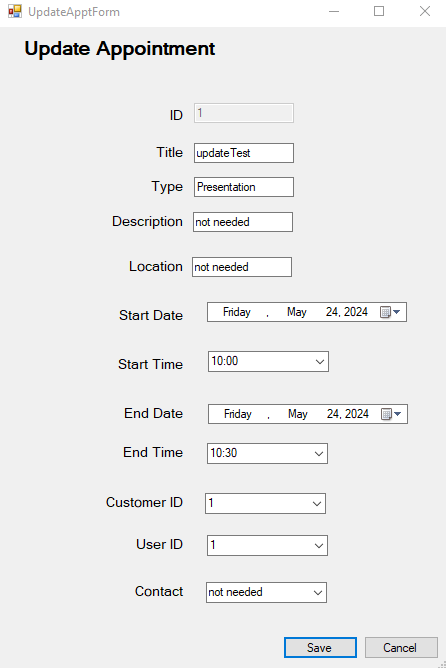 UpdateApptForm
Update Appointment
ID 1
Title updateTest
Type Presentation
Description not needed
Location not needed
Start Date Friday , May 24, 2024
Start Time 10:00
End Date Friday , May 24, 2024
End Time 10:30
Customer ID 1
User ID 1
Contact not needed
Save Cancel